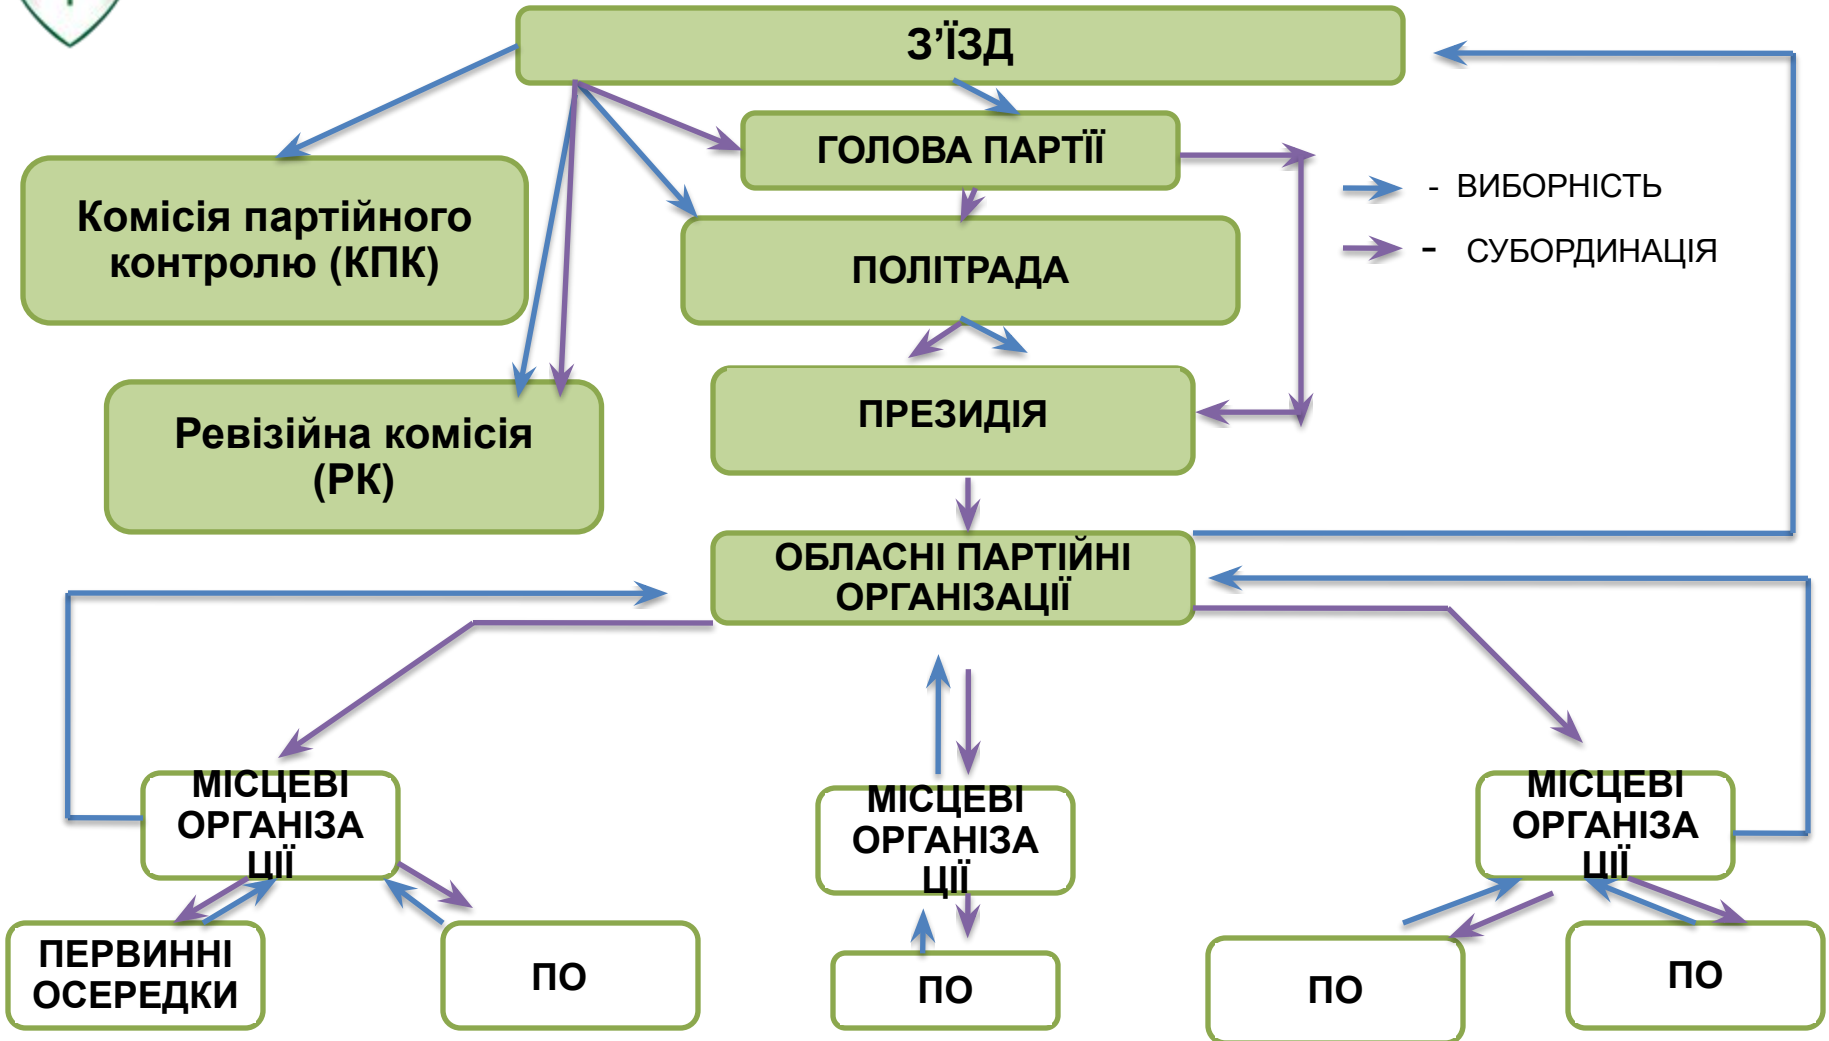 З’ЇЗД
ГОЛОВА ПАРТЇЇ
- ВИБОРНІСТЬ
Комісія партійного
контролю (КПК)
- СУБОРДИНАЦІЯ
ПОЛІТРАДА
ПРЕЗИДІЯ
Ревізійна комісія
(РК)
ОБЛАСНІ ПАРТІЙНІ
ОРГАНІЗАЦІЇ
МІСЦЕВІ
ОРГАНІЗА
ЦІЇ
МІСЦЕВІ
ОРГАНІЗА
ЦІЇ
МІСЦЕВІ
ОРГАНІЗА
ЦІЇ
ПЕРВИННІ
ОСЕРЕДКИ
ПО
ПО
ПО
ПО